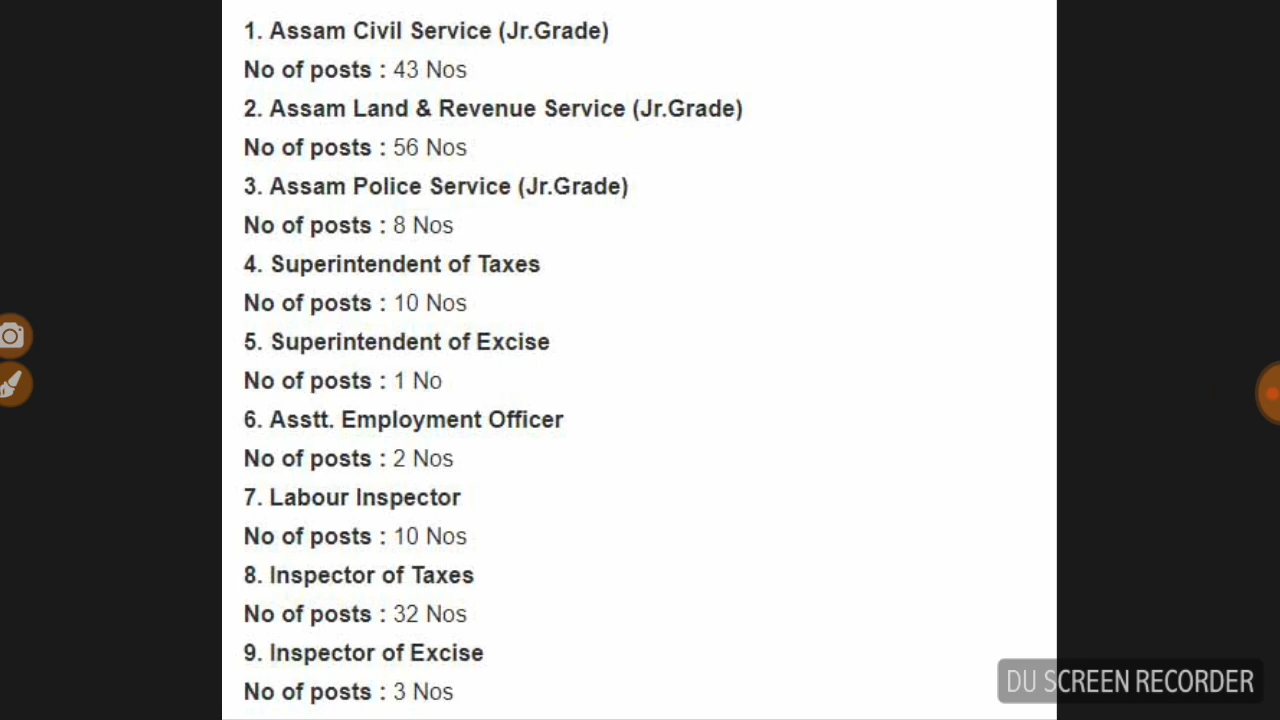 1. Assam Civil Service (Jr.Grade)
No of posts : 43 Nos
2. Assam Land & Revenue Service (Jr.Grade)
No of posts : 56 Nos
3. Assam Police Service (Jr.Grade)
No of posts : 8 Nos
4. Superintendent of Taxes
No of posts : 10 Nos
5. Superintendent of Excise
No of posts : 1 No
6. Asstt. Employment Officer
No of posts : 2 Nos
7. Labour Inspector
No of posts : 10 Nos
8. Inspector of Taxes
No of posts : 32 Nos
9. Inspector of Excise
No of posts : 3 Nos
DU SCREEN RECORDER